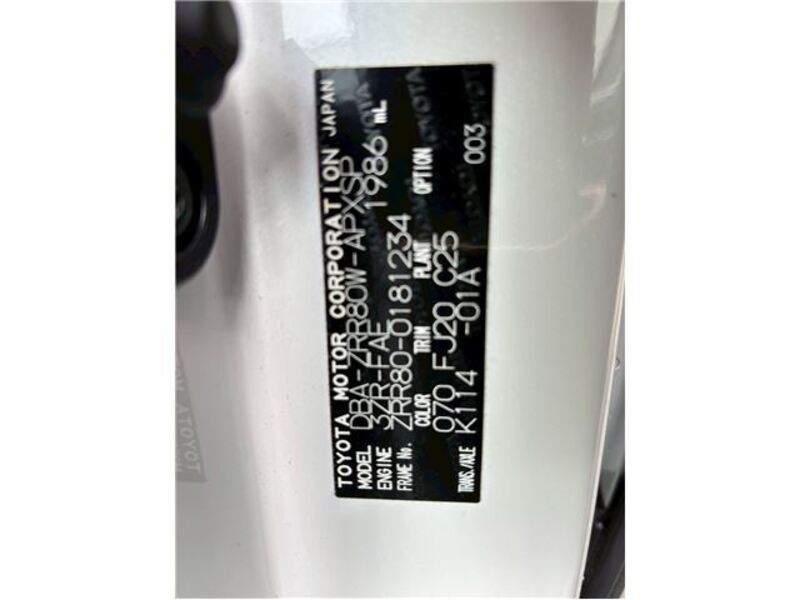 TOYOTA MOTOR CORPORATION JAPAN
MODEL DBA-ZRR80W-APXSP
ENGINE 3ZR-FAE 1986 mL
FRAME No. ZRR80-0181234
COLOR TRIM PLANT OPTION
070 FJ20 C25 003
TRANS./AXLE K114 -01A